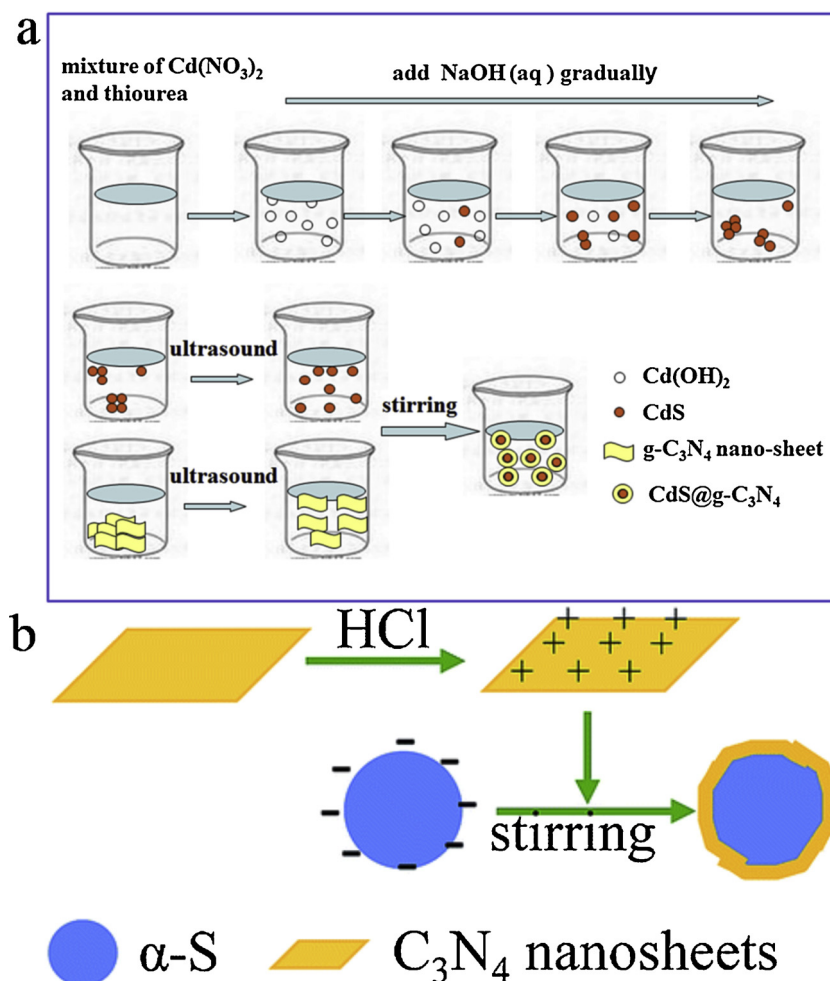 a
mixture of Cd(NO₃)₂
and thiourea
add NaOH (aq) gradually
ultrasound
stirring
ultrasound
Cd(OH)₂
CdS
g-C₃N₄ nano-sheet
CdS@g-C₃N₄
b
HCl
+ + +
+ + +
+ + +
stirring
α-S
C₃N₄ nanosheets